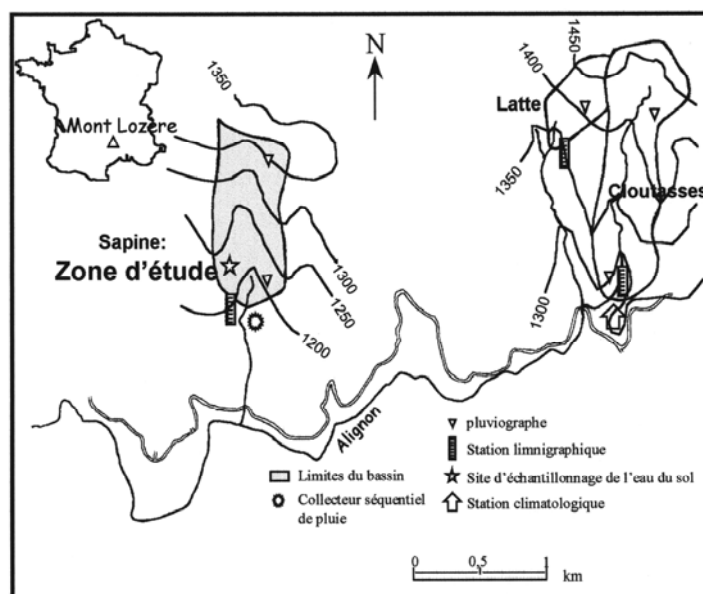 N
1350
1400
1450
Mont Lozère
Latte
1350
Cloutasses
Sapine:
Zone d'étude
1300
1250
1200
1300
Alignon
pluviographe
Station limnigraphique
Limites du bassin
Site d'échantillonnage de l'eau du sol
Collecteur séquentiel
de pluie
Station climatologique
0 0,5 1
km